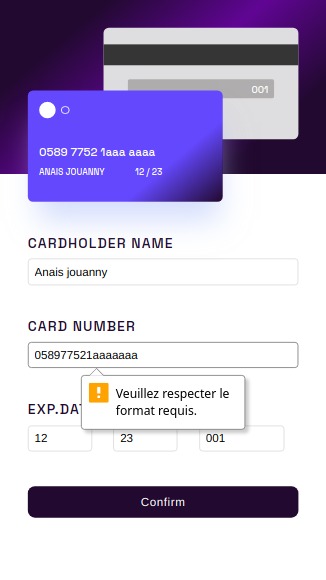 001
0589 7752 1aaa aaaa
ANAIS JOUANNY 12 / 23
CARDHOLDER NAME
Anais jouanny
CARD NUMBER
058977521aaaaaaa
Veuillez respecter le
format requis.
EXP.DAT
12 23 001
Confirm